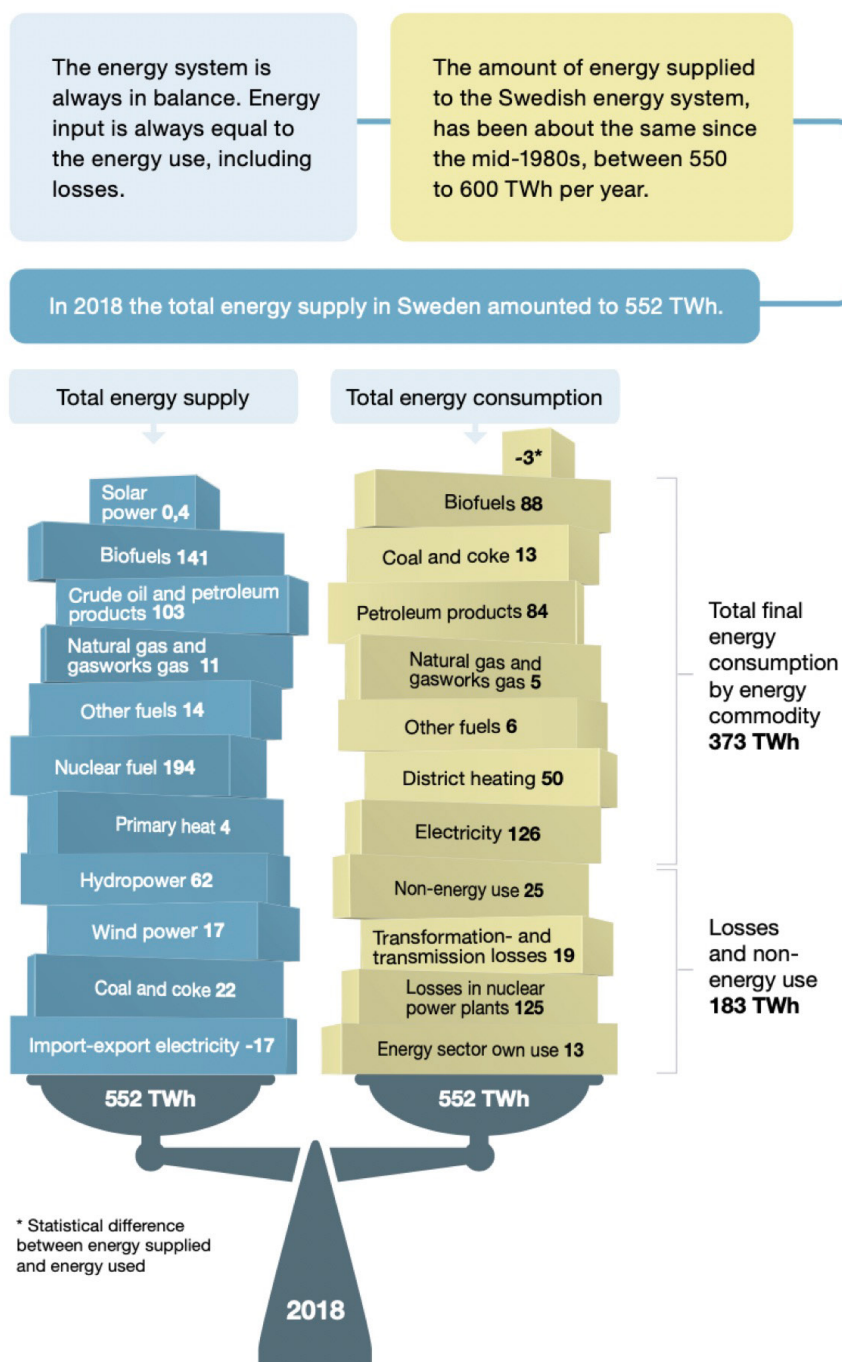 The energy system is
always in balance. Energy
input is always equal to
the energy use, including
losses.
The amount of energy supplied
to the Swedish energy system,
has been about the same since
the mid-1980s, between 550
to 600 TWh per year.
In 2018 the total energy supply in Sweden amounted to 552 TWh.
Total energy supply
Solar
power 0,4
Biofuels 141
Crude oil and petroleum
products 103
Natural gas and
gasworks gas 11
Other fuels 14
Nuclear fuel 194
Primary heat 4
Hydropower 62
Wind power 17
Coal and coke 22
Import-export electricity -17
552 TWh
Total energy consumption
-3*
Biofuels 88
Coal and coke 13
Petroleum products 84
Natural gas and
gasworks gas 5
Other fuels 6
District heating 50
Electricity 126
Non-energy use 25
Transformation- and
transmission losses 19
Losses in nuclear
power plants 125
Energy sector own use 13
552 TWh
Total final
energy
consumption
by energy
commodity
373 TWh
Losses
and non-
energy use
183 TWh
* Statistical difference
between energy supplied
and energy used
2018